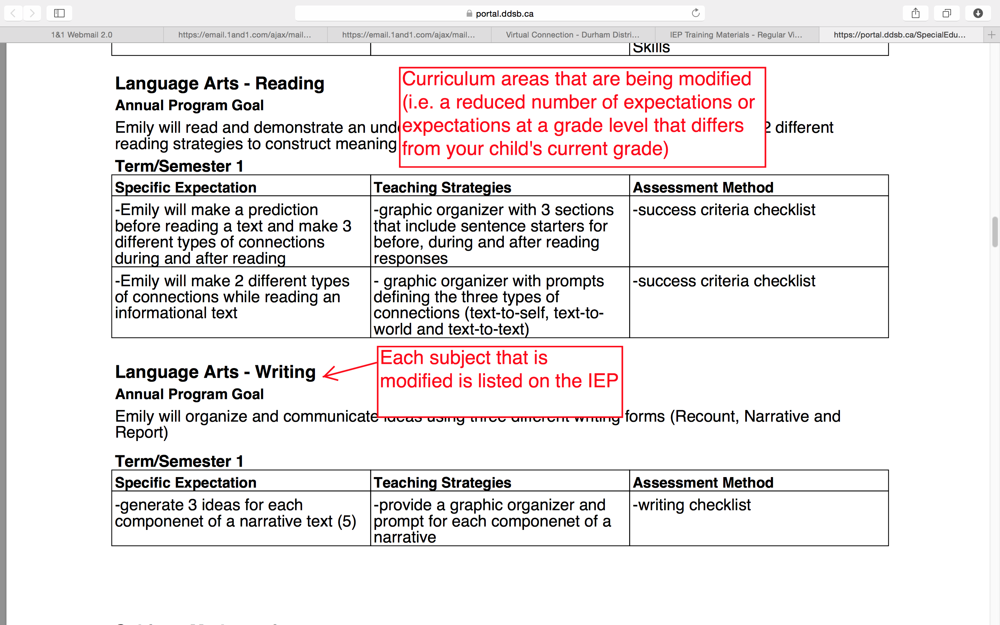 portal.ddsb.ca
1&1 Webmail 2.0
https://email.1and1.com/ajax/mail...
https://email.1and1.com/ajax/mail...
Virtual Connection - Durham Distri...
IEP Training Materials - Regular Vi...
https://portal.ddsb.ca/SpecialEdu...
Skills
Language Arts - Reading
Annual Program Goal
Emily will read and demonstrate an 2 different
reading strategies to construct meaning
Curriculum areas that are being modified
(i.e. a reduced number of expectations or
expectations at a grade level that differs
from your child's current grade)
Term/Semester 1
Specific Expectation
Teaching Strategies
Assessment Method
-Emily will make a prediction
before reading a text and make 3
different types of connections
during and after reading
-graphic organizer with 3 sections
that include sentence starters for
before, during and after reading
responses
-success criteria checklist
-Emily will make 2 different types
of connections while reading an
informational text
- graphic organizer with prompts
defining the three types of
connections (text-to-self, text-to-
world and text-to-text)
-success criteria checklist
Each subject that is
modified is listed on the IEP
Language Arts - Writing
Annual Program Goal
Emily will organize and communicate ideas using three different writing forms (Recount, Narrative and
Report)
Term/Semester 1
Specific Expectation
Teaching Strategies
Assessment Method
-generate 3 ideas for each
componenet of a narrative text (5)
-provide a graphic organizer and
prompt for each componenet of a
narrative
-writing checklist